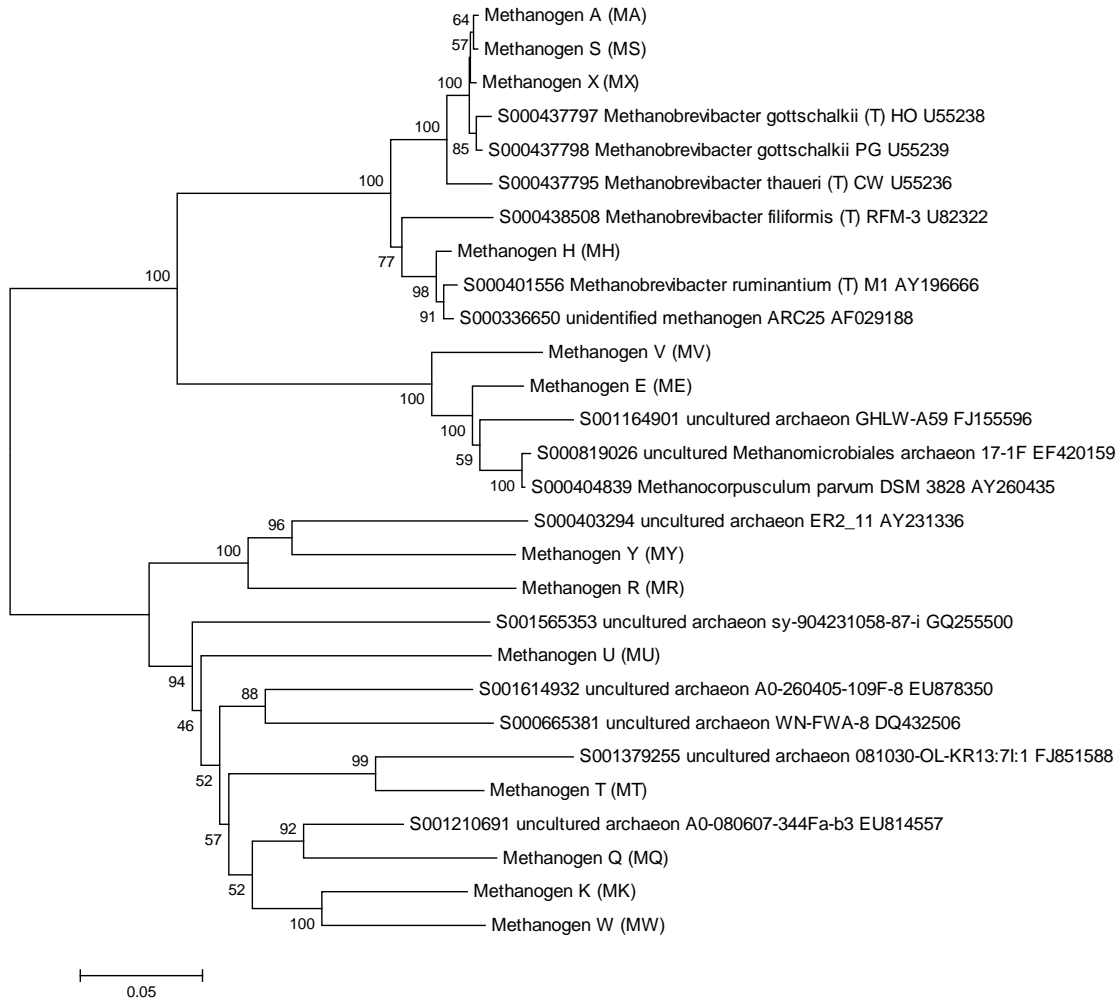 64
Methanogen A (MA)
57
Methanogen S (MS)
100
Methanogen X (MX)
S000437797 Methanobrevibacter gottschalkii (T) HO U55238
100
85
S000437798 Methanobrevibacter gottschalkii PG U55239
100
S000437795 Methanobrevibacter thaueri (T) CW U55236
S000438508 Methanobrevibacter filiformis (T) RFM-3 U82322
77
Methanogen H (MH)
100
98
S000401556 Methanobrevibacter ruminantium (T) M1 AY196666
91
S000336650 unidentified methanogen ARC25 AF029188
Methanogen V (MV)
100
Methanogen E (ME)
100
S001164901 uncultured archaeon GHLW-A59 FJ155596
59
S000819026 uncultured Methanomicrobiales archaeon 17-1F EF420159
100
S000404839 Methanocorpusculum parvum DSM 3828 AY260435
96
S000403294 uncultured archaeon ER2_11 AY231336
100
Methanogen Y (MY)
Methanogen R (MR)
S001565353 uncultured archaeon sy-904231058-87-i GQ255500
94
Methanogen U (MU)
88
S001614932 uncultured archaeon A0-260405-109F-8 EU878350
46
S000665381 uncultured archaeon WN-FWA-8 DQ432506
52
99
S001379255 uncultured archaeon 081030-OL-KR13:7I:1 FJ851588
Methanogen T (MT)
57
92
S001210691 uncultured archaeon A0-080607-344Fa-b3 EU814557
Methanogen Q (MQ)
52
Methanogen K (MK)
100
Methanogen W (MW)
0.05